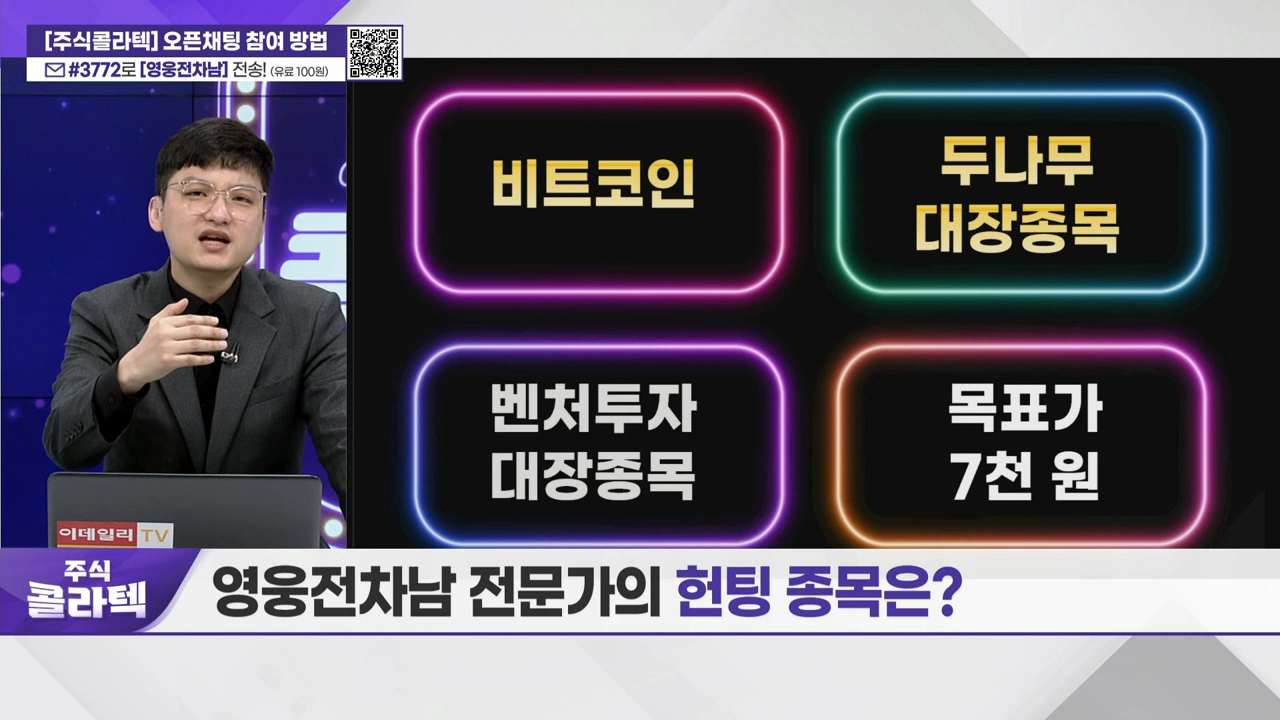 [주식콜라텍] 오픈채팅 참여 방법
#3772로 [영웅전차남] 전송! (유료 100원)
비트코인
두나무
대장종목
벤처투자
대장종목
목표가
7천 원
이데일리 TV
주식
콜라텍
영웅전차남 전문가의 헌팅 종목은?